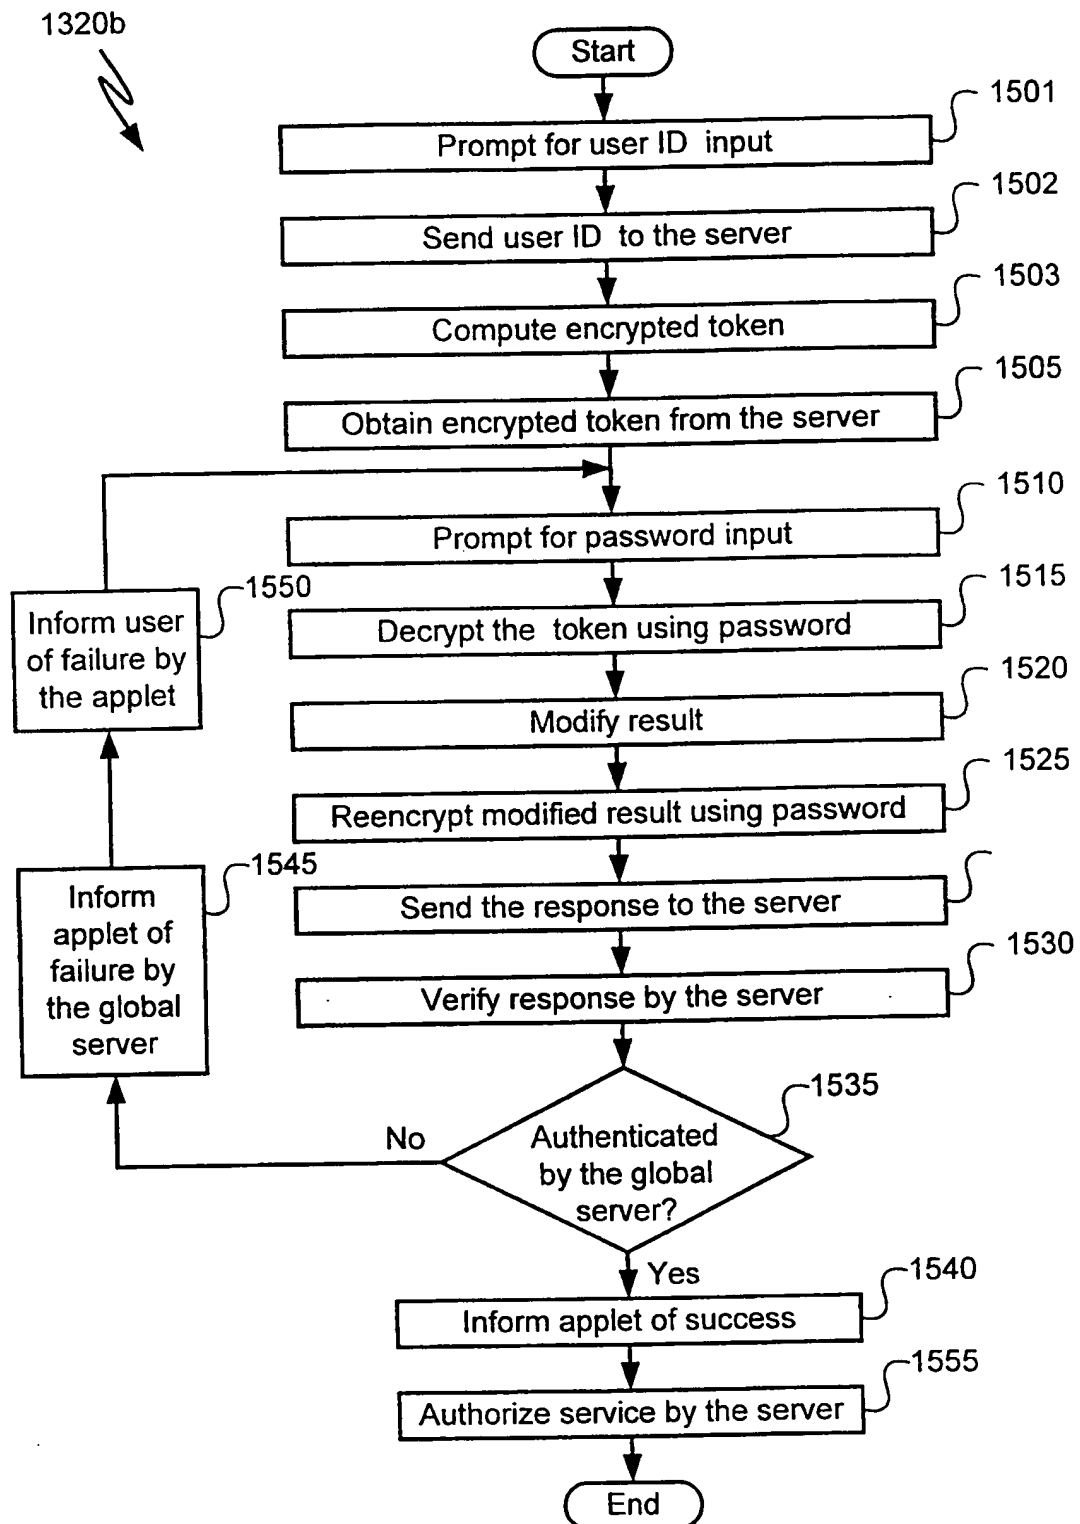 1320b
Start
1501
Prompt for user ID input
1502
Send user ID to the server
1503
Compute encrypted token
1505
Obtain encrypted token from the server
1510
Prompt for password input
1515
Decrypt the token using password
1520
Modify result
1525
Reencrypt modified result using password
Send the response to the server
1530
Verify response by the server
1535
Authenticated
by the global
server?
No
1545
Inform
applet of
failure by
the global
server
1550
Inform user
of failure by
the applet
Yes
1540
Inform applet of success
1555
Authorize service by the server
End